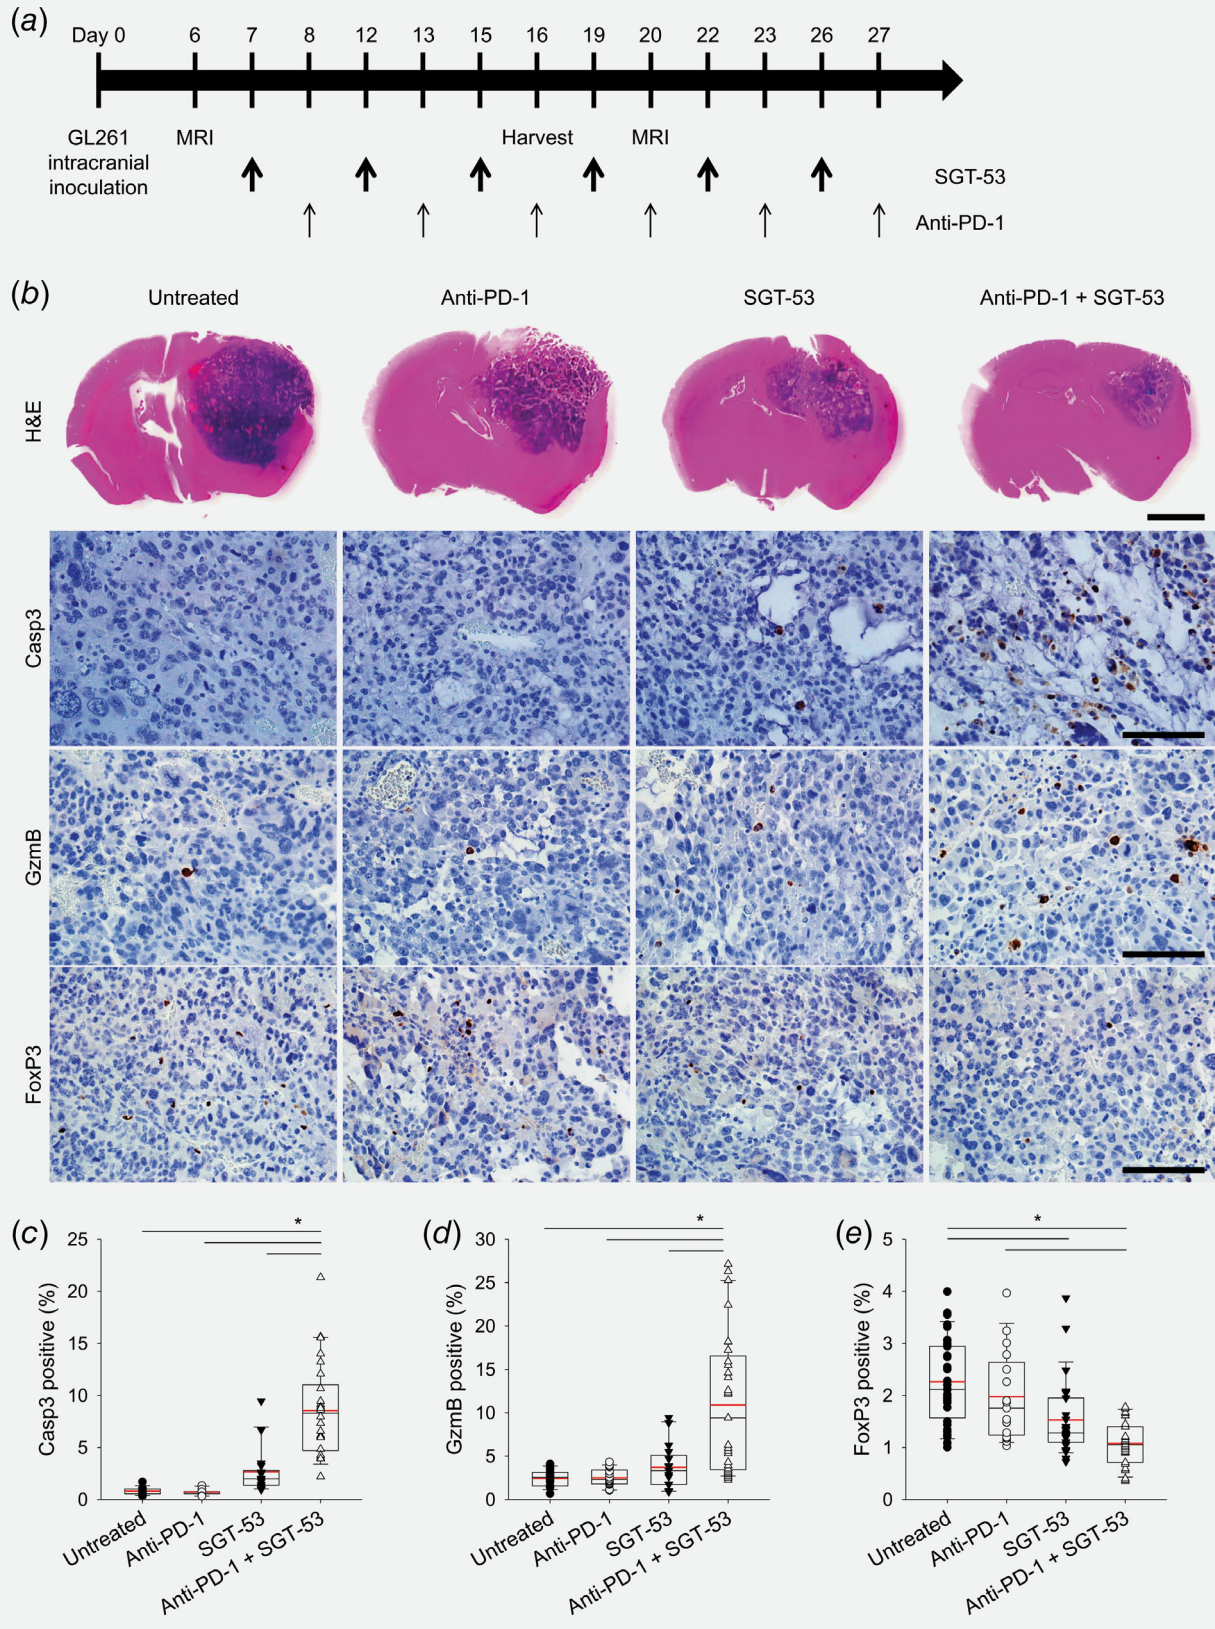 (a)
Day 0 6 7 8 12 13 15 16 19 20 22 23 26 27
GL261 MRI Harvest MRI
intracranial
inoculation
SGT-53
Anti-PD-1
(b)
Untreated Anti-PD-1 SGT-53 Anti-PD-1 + SGT-53
H&E
Casp3
GzmB
FoxP3
(c)
*
Casp3 positive (%)
25
20
15
10
5
0
Untreated
Anti-PD-1
SGT-53
Anti-PD-1 + SGT-53
(d)
*
GzmB positive (%)
30
25
20
15
10
5
0
Untreated
Anti-PD-1
SGT-53
Anti-PD-1 + SGT-53
(e)
*
FoxP3 positive (%)
5
4
3
2
1
0
Untreated
Anti-PD-1
SGT-53
Anti-PD-1 + SGT-53